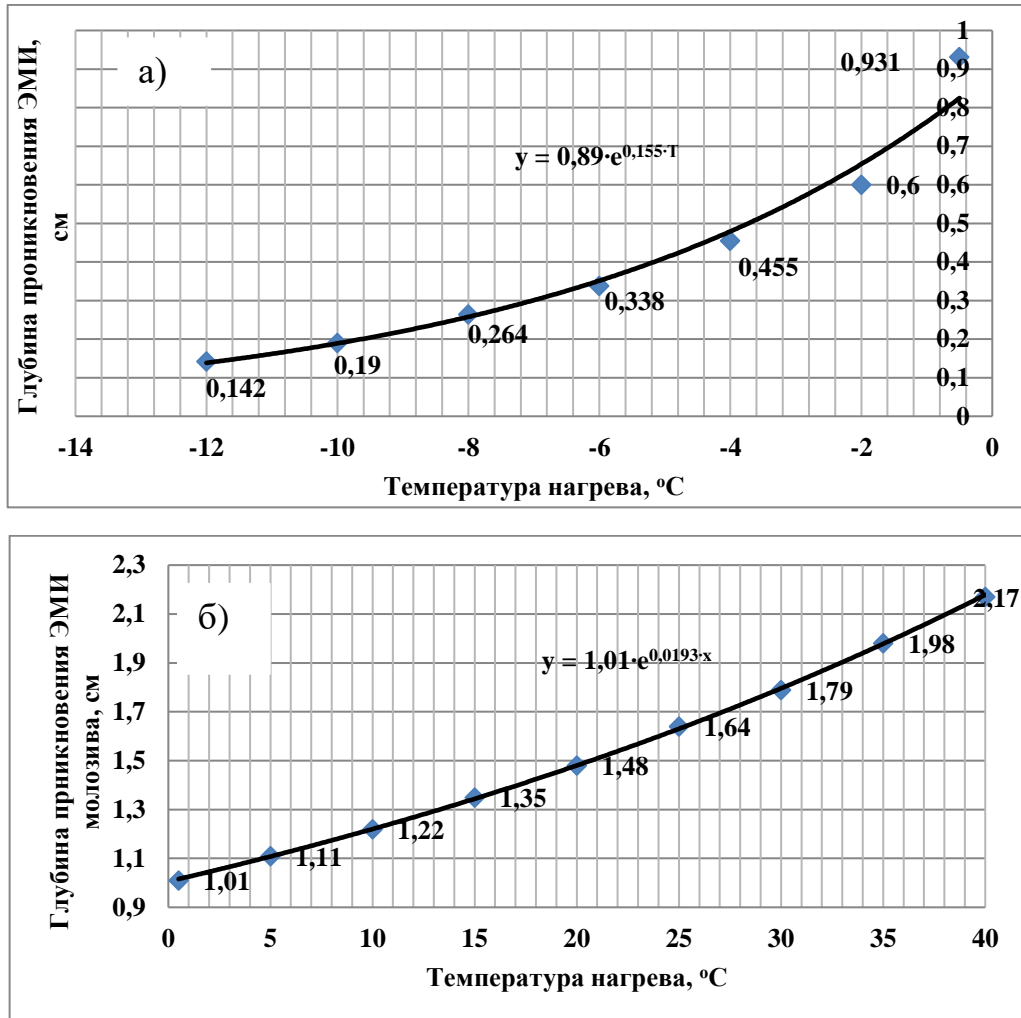 а)
Глубина проникновения ЭМИ,
см
y = 0,89·e^0,155·T
0,142
0,19
0,264
0,338
0,455
0,6
0,931
1
0,9
0,8
0,7
0,6
0,5
0,4
0,3
0,2
0,1
0
-14 -12 -10 -8 -6 -4 -2 0
Температура нагрева, °С
б)
Глубина прникновения ЭМИ
молозива, см
2,3
2,1
1,9
1,7
1,5
1,3
1,1
0,9
y = 1,01·e^0,0193·x
1,01
1,11
1,22
1,35
1,48
1,64
1,79
1,98
2,17
0 5 10 15 20 25 30 35 40
Температура нагрева, °С